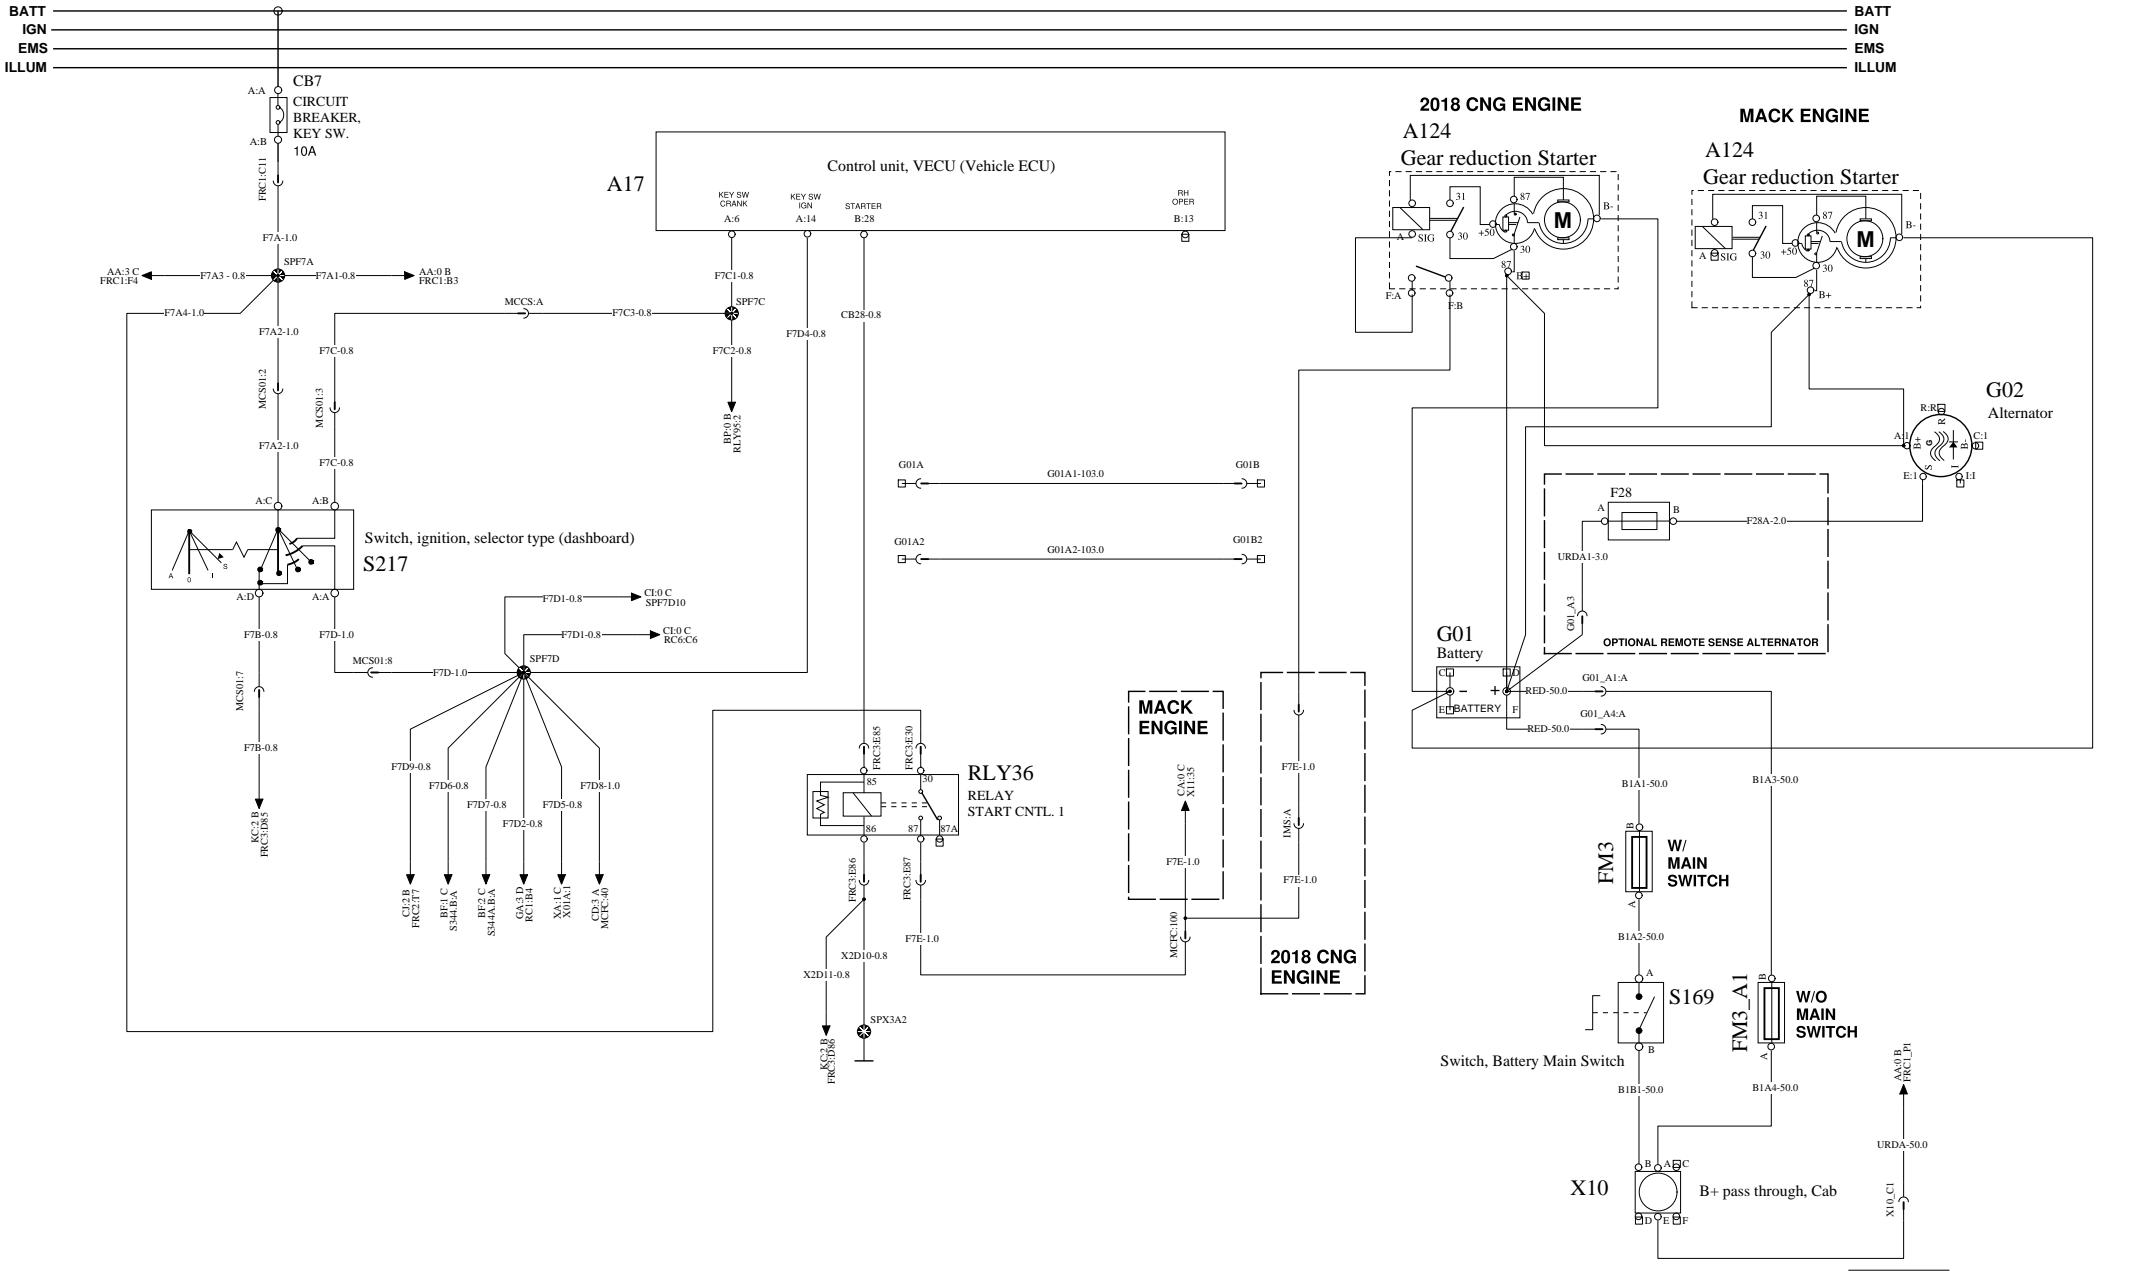 BATT
IGN
EMS
ILLUM
BATT
IGN
EMS
ILLUM
A:A
CB7
CIRCUIT
BREAKER,
KEY SW.
10A
A:B
FRC1:C11
F7A-1.0
SPF7A
AA:3 C
FRC1:F4
F7A3 - 0.8
F7A1-0.8
AA:0 B
FRC1:B3
F7A4-1.0
F7A2-1.0
F7C-0.8
MCCS:A
F7C3-0.8
MCS01:2
MCS01:3
F7A2-1.0
F7C-0.8
A:C
A:B
Switch, ignition, selector type (dashboard)
S217
A
0
I
S
A:D
A:A
F7B-0.8
F7D-1.0
MCS01:8
F7D-1.0
MCS01:7
F7B-0.8
KC:2 B
FRC3:D85
F7D1-0.8
CI:0 C
SPF7D10
F7D1-0.8
CI:0 C
RC6:C6
SPF7D
F7D9-0.8
F7D6-0.8
F7D7-0.8
F7D2-0.8
F7D5-0.8
F7D8-1.0
CJ:2 B
FRC2:T7
BF:1 C
S344.B:A
BF:2 C
S344A.B:A
GA:3 D
RC1:B4
XA:1 C
X01A:1
CD:3 A
MCFC:40
A17
Control unit, VECU (Vehicle ECU)
KEY SW
CRANK
A:6
KEY SW
IGN
A:14
STARTER
B:28
RH
OPER
B:13
F7C1-0.8
SPF7C
CB28-0.8
F7D4-0.8
F7C2-0.8
BP:0 B
RLY95:2
G01A
G01A1-103.0
G01B
G01A2
G01A2-103.0
G01B2
FRC3:E85
FRC3:E30
85
30
86
87
87A
RLY36
RELAY
START CNTL. 1
FRC3:E86
FRC3:E87
F7E-1.0
X2D10-0.8
X2D11-0.8
SPX3A2
KC:2 B
FRC3:D86
MACK
ENGINE
CA:0 C
X11:35
F7E-1.0
MCFC:100
F7E-1.0
IMS:A
F7E-1.0
2018 CNG
ENGINE
2018 CNG ENGINE
A124
Gear reduction Starter
31
87
B-
M
A
SIG
30
+50
30
87
B+
F:A
F:B
MACK ENGINE
A124
Gear reduction Starter
31
87
B-
M
A
SIG
30
+50
30
87
B+
G02
Alternator
R:R
R
A:1
B+
G
B-
C:1
S
I
E:1
I:I
F28
A
B
F28A-2.0
URDA1-3.0
G01_A3
OPTIONAL REMOTE SENSE ALTERNATOR
G01
Battery
C
D
-
+
E
BATTERY
F
RED-50.0
G01_A1:A
RED-50.0
G01_A4:A
B1A1-50.0
B1A3-50.0
B
FM3
W/
MAIN
SWITCH
A
B1A2-50.0
A
S169
B
Switch, Battery Main Switch
B
FM3_A1
W/O
MAIN
SWITCH
A
B1B1-50.0
B1A4-50.0
AA:0 B
FRC1_P1
URDA-50.0
X10_C1
B
A
C
X10
B+ pass through, Cab
D
E
F